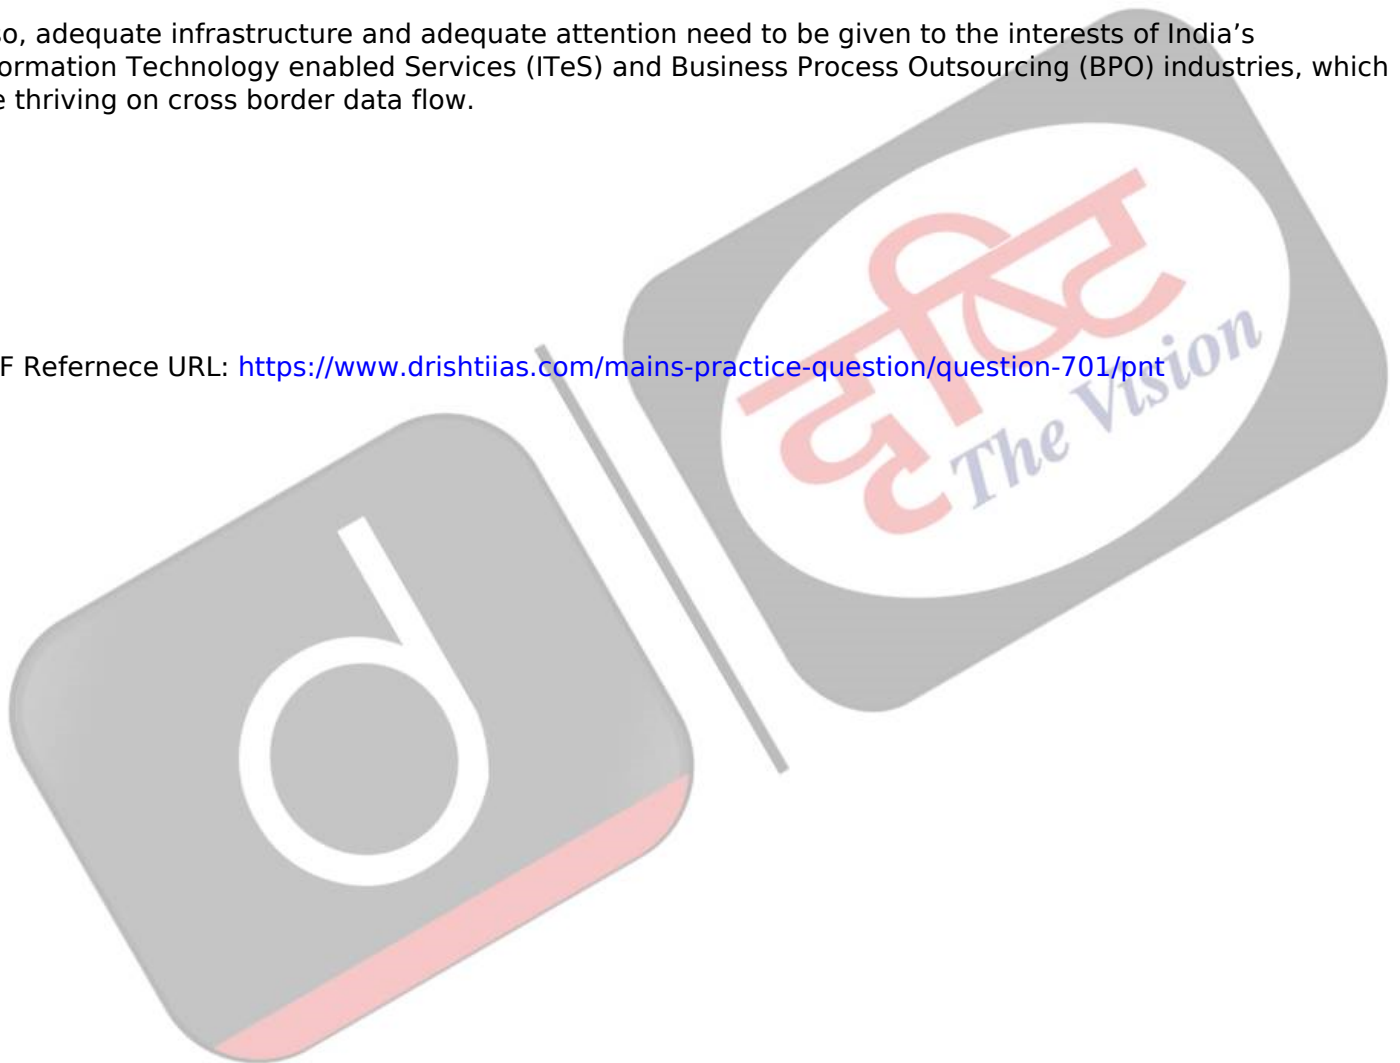 so, adequate infrastructure and adequate attention need to be given to the interests of India's
ormation Technology enabled Services (ITeS) and Business Process Outsourcing (BPO) industries, which
e thriving on cross border data flow.
F Refernece URL: https://www.drishtiias.com/mains-practice-question/question-701/pnt
दृष्टि
The Vision
d